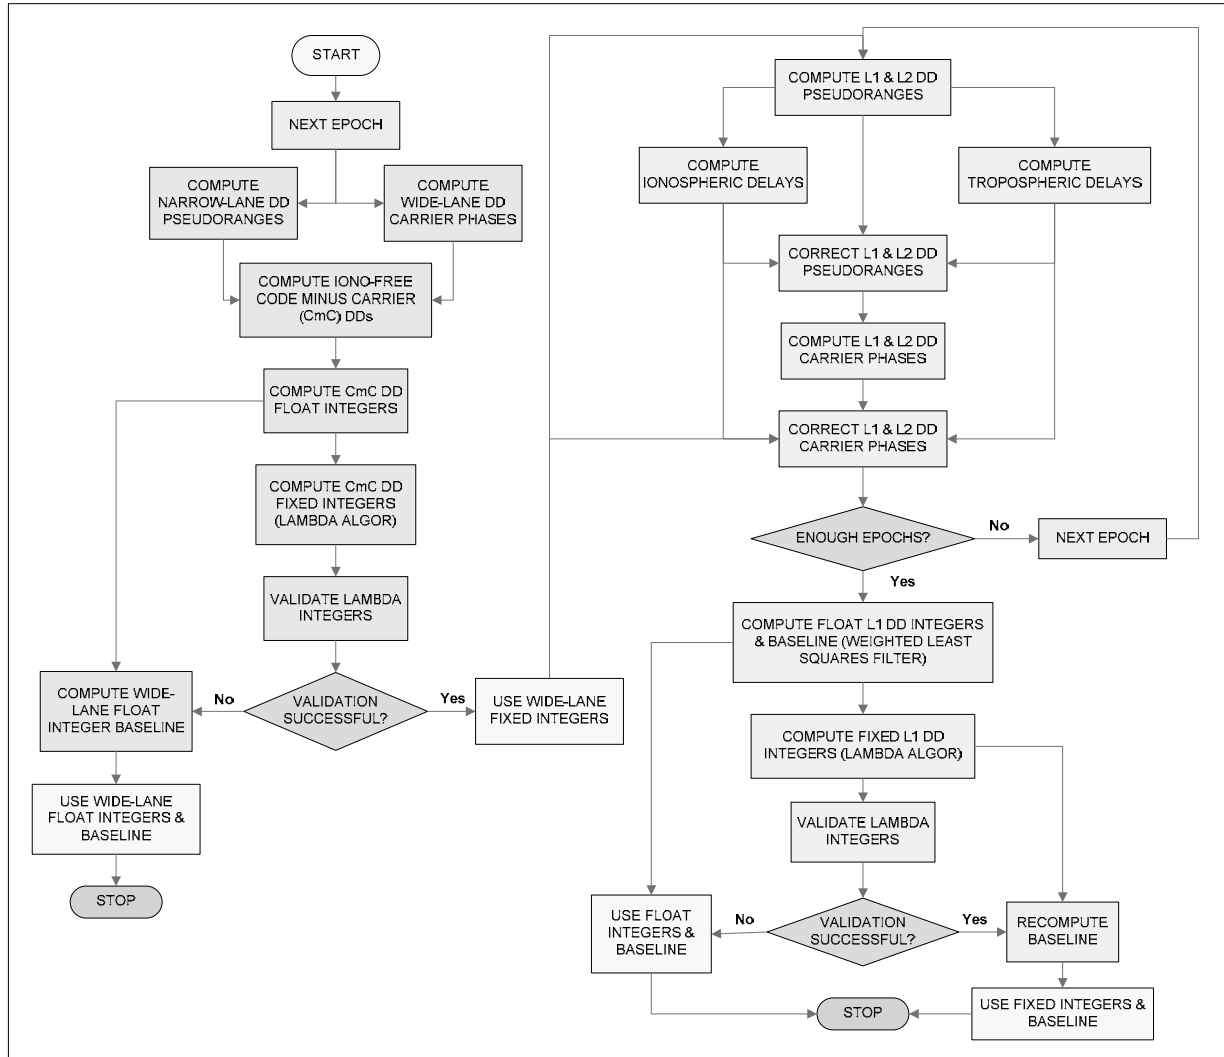 START
NEXT EPOCH
COMPUTE
NARROW-LANE DD
PSEUDORANGES
COMPUTE
WIDE-LANE DD
CARRIER PHASES
COMPUTE IONO-FREE
CODE MINUS CARRIER
(CmC) DDs
COMPUTE CmC DD
FLOAT INTEGERS
COMPUTE CmC DD
FIXED INTEGERS
(LAMBDA ALGOR)
VALIDATE LAMBDA
INTEGERS
VALIDATION
SUCCESSFUL?
No
Yes
COMPUTE WIDE-
LANE FLOAT
INTEGER BASELINE
USE WIDE-LANE
FLOAT INTEGERS &
BASELINE
STOP
USE WIDE-LANE
FIXED INTEGERS
COMPUTE L1 & L2 DD
PSEUDORANGES
COMPUTE
IONOSPHERIC DELAYS
COMPUTE
TROPOSPHERIC DELAYS
CORRECT L1 & L2 DD
PSEUDORANGES
COMPUTE L1 & L2 DD
CARRIER PHASES
CORRECT L1 & L2 DD
CARRIER PHASES
ENOUGH EPOCHS?
No
NEXT EPOCH
Yes
COMPUTE FLOAT L1 DD INTEGERS
& BASELINE (WEIGHTED LEAST
SQUARES FILTER)
COMPUTE FIXED L1 DD
INTEGERS (LAMBDA ALGOR)
VALIDATE LAMBDA
INTEGERS
VALIDATION
SUCCESSFUL?
No
Yes
USE FLOAT
INTEGERS &
BASELINE
RECOMPUTE
BASELINE
USE FIXED INTEGERS &
BASELINE
STOP